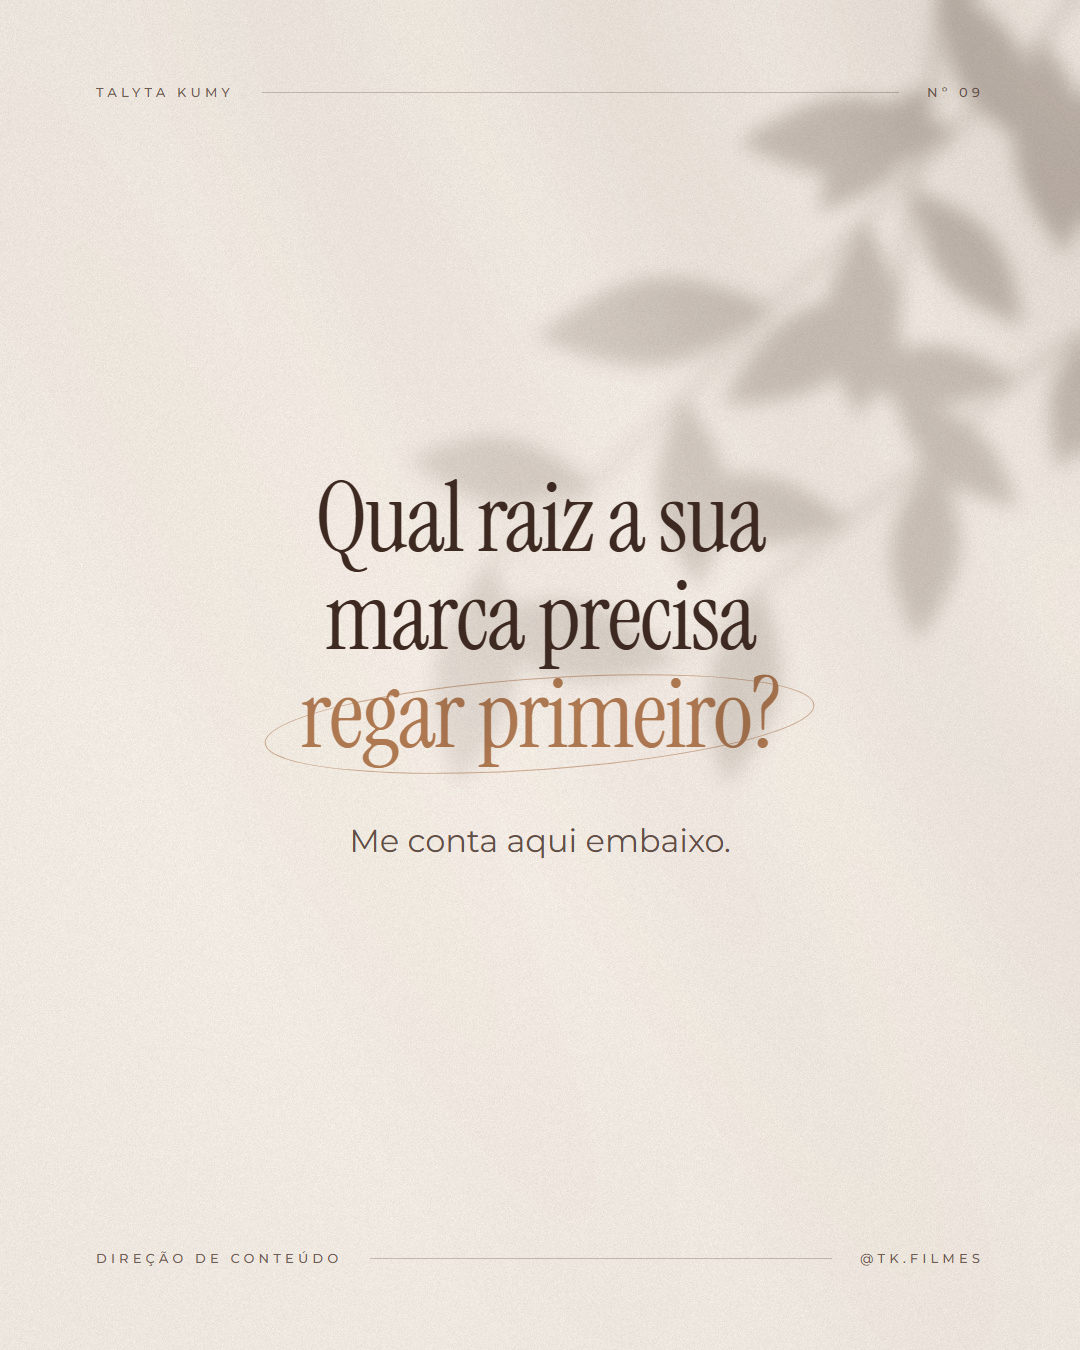 TALYTA KUMY
Nº 09
Qual raiz a sua
marca precisa
regar primeiro?
Me conta aqui embaixo.
DIREÇÃO DE CONTEÚDO
@TK.FILMES